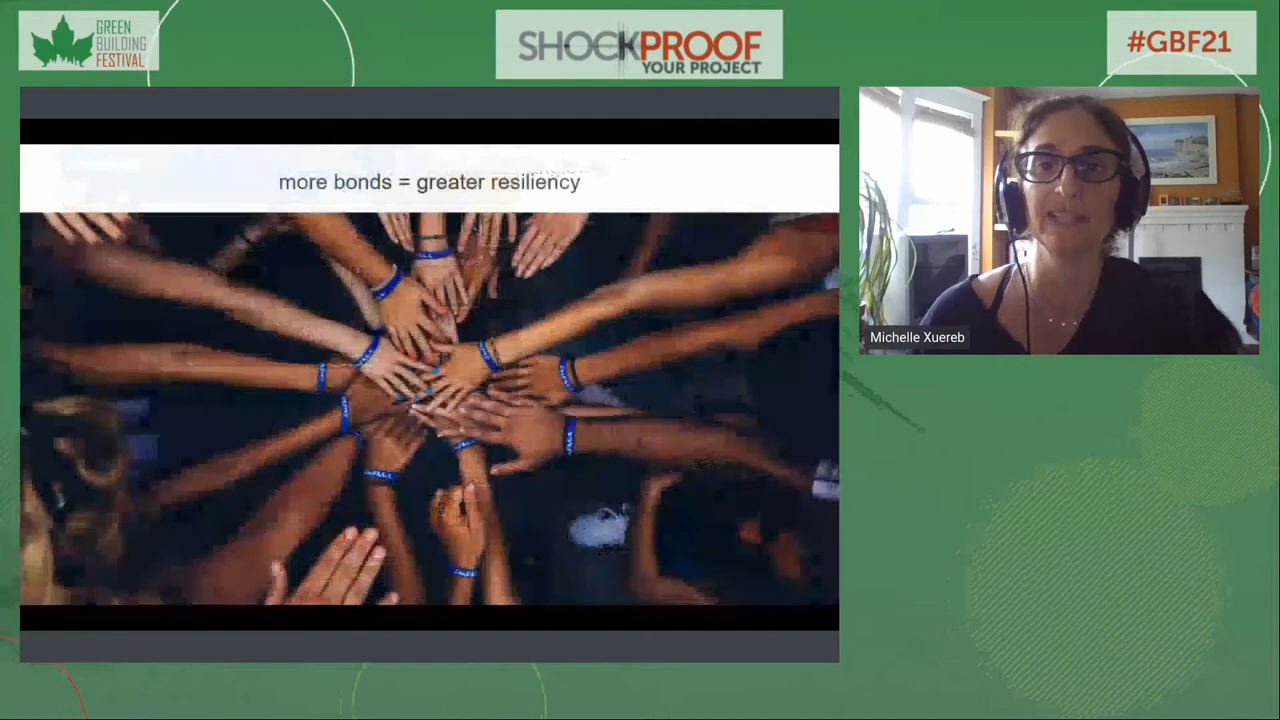 GREEN
BUILDING
FESTIVAL
SHOCKPROOF
YOUR PROJECT
#GBF21
more bonds = greater resiliency
Michelle Xuereb